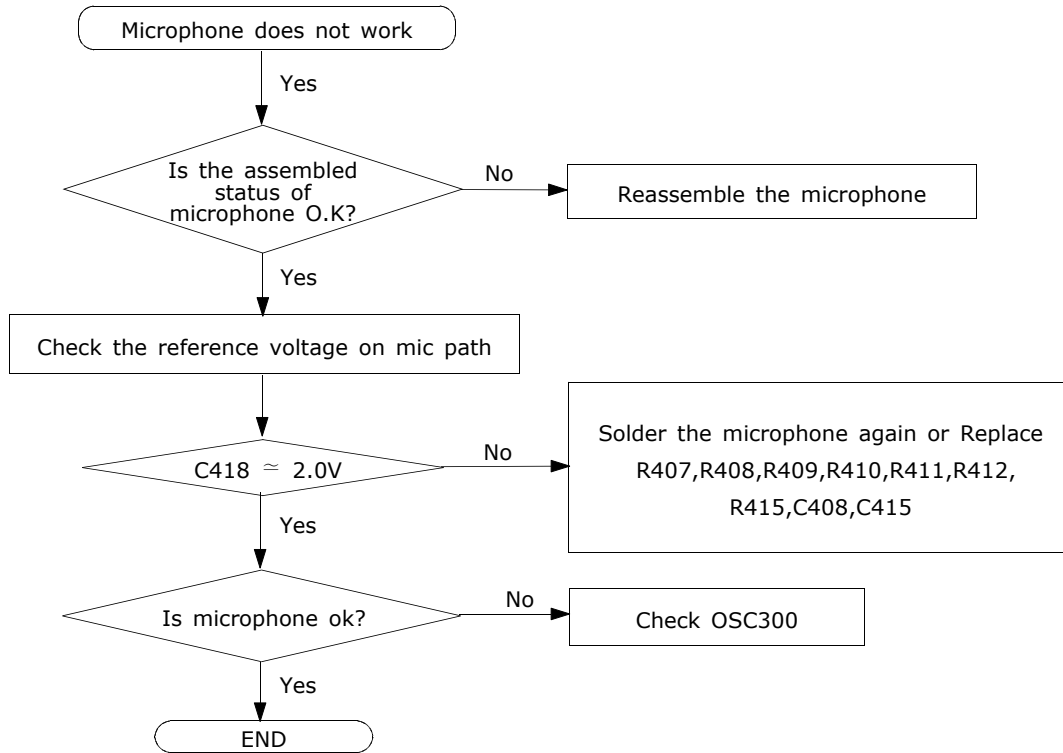 Microphone does not work
Yes
Is the assembled
status of
microphone O.K?
No
Reassemble the microphone
Yes
Check the reference voltage on mic path
C418 ≃ 2.0V
No
Solder the microphone again or Replace
R407,R408,R409,R410,R411,R412,
R415,C408,C415
Yes
Is microphone ok?
No
Check OSC300
Yes
END